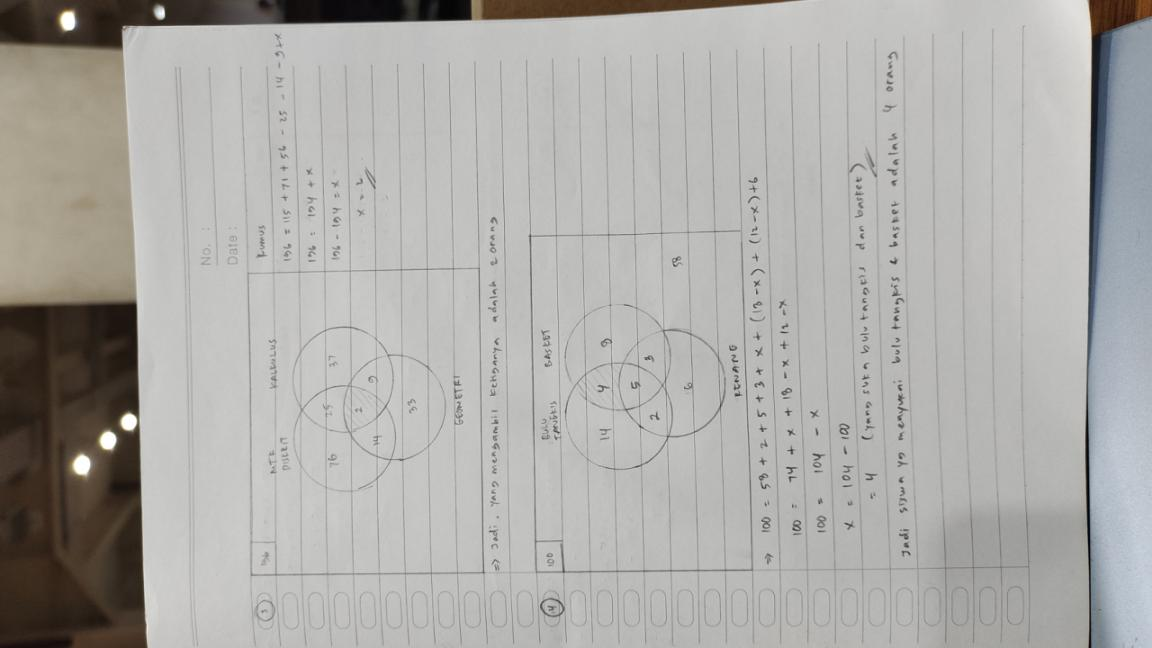 No. :
Date :
3
196
MTK DISKRIT
KALKULUS
76
25
37
2
14
9
33
GEOMETRI
Rumus
196 = 115 + 71 + 56 - 25 - 14 - 9 + x
196 = 194 + x
196 - 194 = x
x = 2
=> Jadi, yang mengambil ketiganya adalah 2 orang
4
100
BULU TANGKIS
BASKET
14
4
8
5
2
3
6
58
RENANG
=> 100 = 58 + 2 + 5 + 3 + x + (18 - x) + (12 - x) + 6
100 = 74 + x + 18 - x + 12 - x
100 = 104 - x
x = 104 - 100
= 4 (yang suka bulu tangkis dan basket)
Jadi siswa yg menyukai bulu tangkis & basket adalah 4 orang